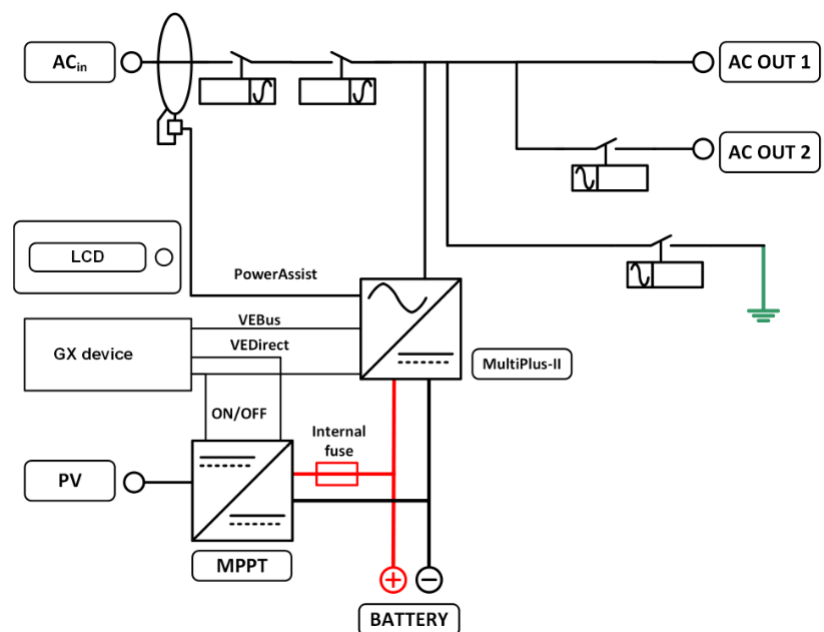 ACin
AC OUT 1
AC OUT 2
LCD
PowerAssist
VEBus
GX device
VEDirect
MultiPlus-II
ON/OFF
Internal
fuse
PV
MPPT
BATTERY